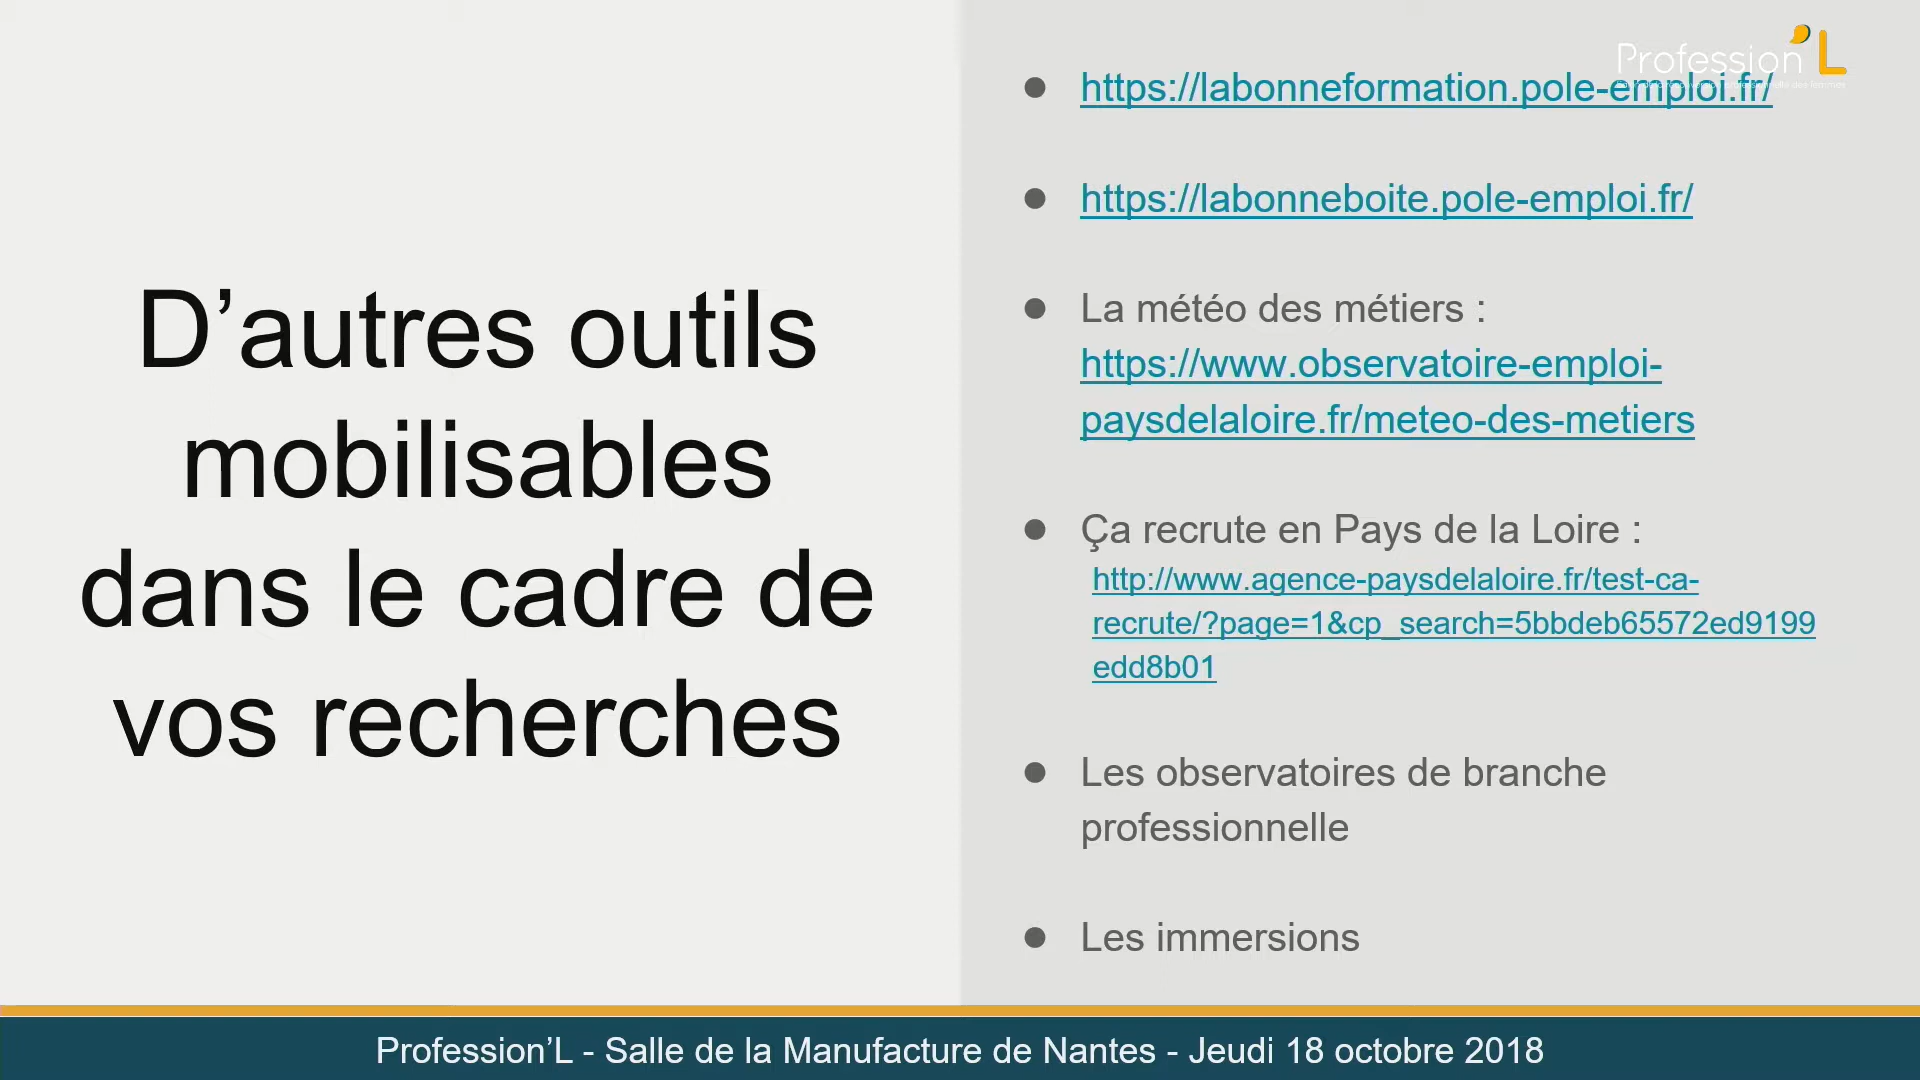 D’autres outils
mobilisables
dans le cadre de
vos recherches
Profession’L
● https://labonneformation.pole-emploi.fr/
● https://labonneboite.pole-emploi.fr/
● La météo des métiers :
https://www.observatoire-emploi-
paysdelaloire.fr/meteo-des-metiers
● Ça recrute en Pays de la Loire :
http://www.agence-paysdelaloire.fr/test-ca-
recrute/?page=1&cp_search=5bbdeb65572ed9199
edd8b01
● Les observatoires de branche
professionnelle
● Les immersions
Profession’L - Salle de la Manufacture de Nantes - Jeudi 18 octobre 2018